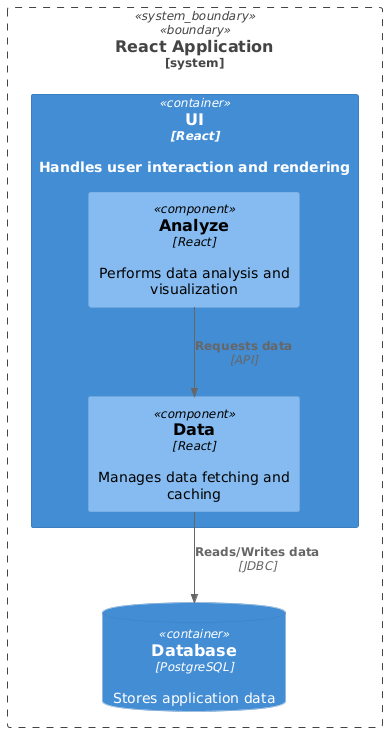 «system_boundary»
«boundary»
React Application
[system]
«container»
UI
[React]
Handles user interaction and rendering
«component»
Analyze
[React]
Performs data analysis and
visualization
Requests data
[API]
«component»
Data
[React]
Manages data fetching and
caching
Reads/Writes data
[JDBC]
«container»
Database
[PostgreSQL]
Stores application data